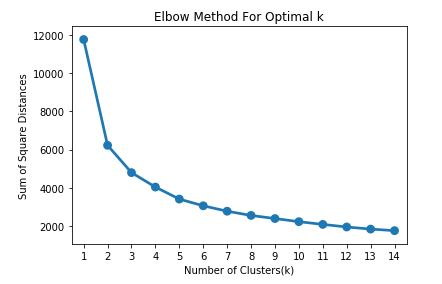 Elbow Method For Optimal k
12000
10000
8000
6000
4000
2000
Sum of Square Distances
1 2 3 4 5 6 7 8 9 10 11 12 13 14
Number of Clusters(k)